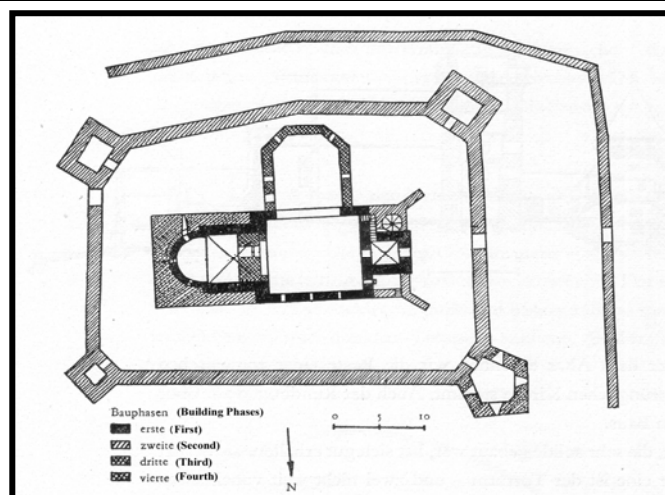 Bauphasen (Building Phases)
erste (First)
zweite (Second)
dritte (Third)
vierte (Fourth)
0 5 10
N